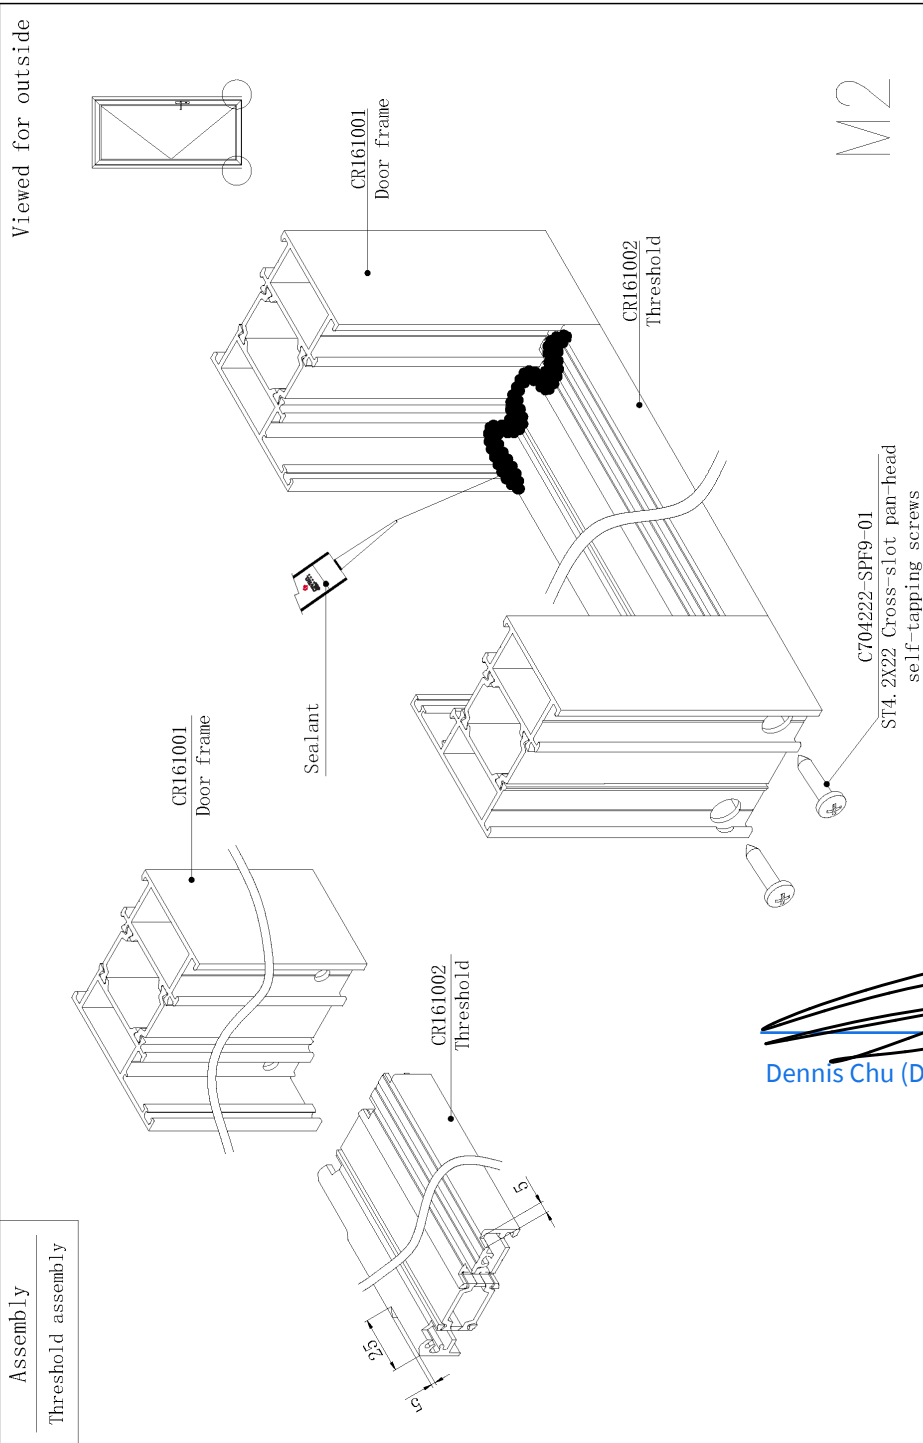 Assembly
Threshold assembly
Viewed for outside
CR161001
Door frame
CR161001
Door frame
Sealant
CR161002
Threshold
CR161002
Threshold
C704222-SPF9-01
ST4.2X22 Cross-slot pan-head
self-tapping screws
25
5
5
M2
Dennis Chu (D